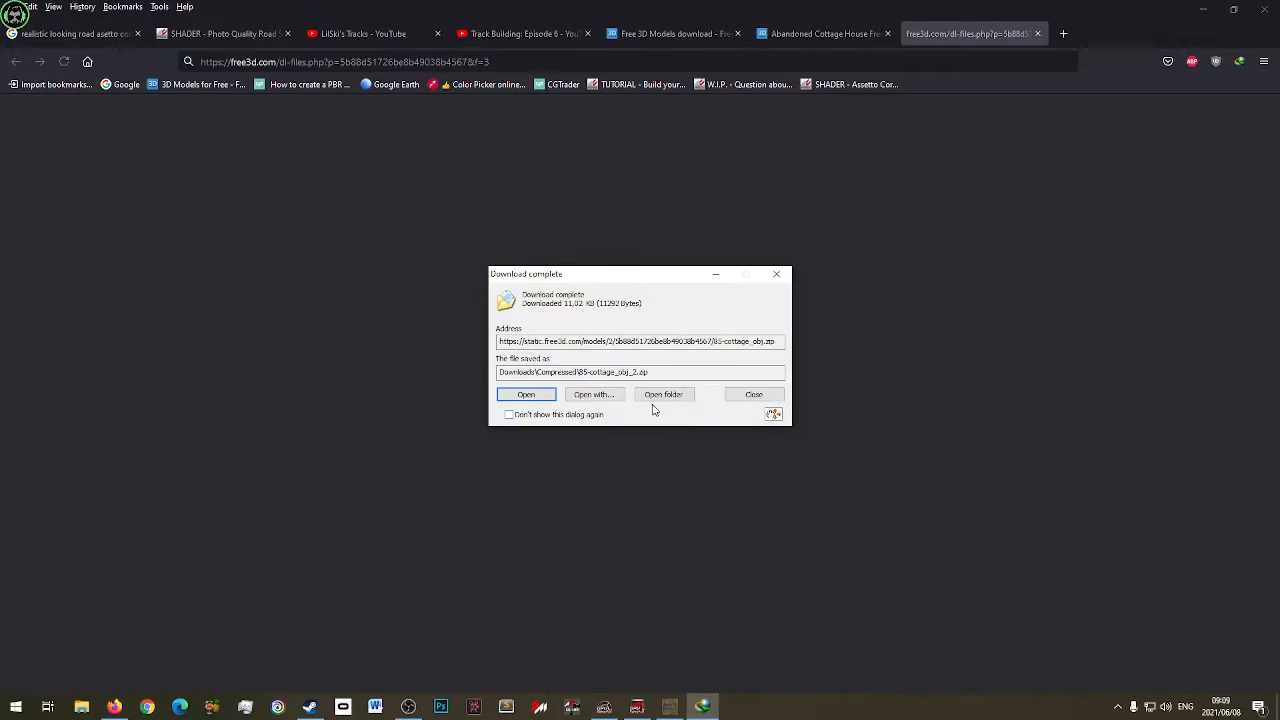 Edit View History Bookmarks Tools Help
realistic looking road asetto cor
SHADER - Photo Quality Road S
LilSki's Tracks - YouTube
Track Building: Episode 6 - You
Free 3D Models download - Fre
Abandoned Cottage House Fre
free3d.com/dl-files.php?p=5b88d51
https://free3d.com/dl-files.php?p=5b88d51726be8b49038b4567&f=3
ABP
Import bookmarks...
Google
3D Models for Free - F...
How to create a PBR ...
Google Earth
Color Picker online...
CGTrader
TUTORIAL - Build your...
W.I.P. - Question abou...
SHADER - Assetto Cor...
Download complete
Download complete
Downloaded 11,02 KB (11292 Bytes)
Address
https://static.free3d.com/models/2/5b88d51726be8b49038b4567/85-cottage_obj.zip
The file saved as
Downloads\Compressed\85-cottage_obj_2.zip
Open
Open with...
Open folder
Close
Don't show this dialog again
ENG
09:09
2021/06/08